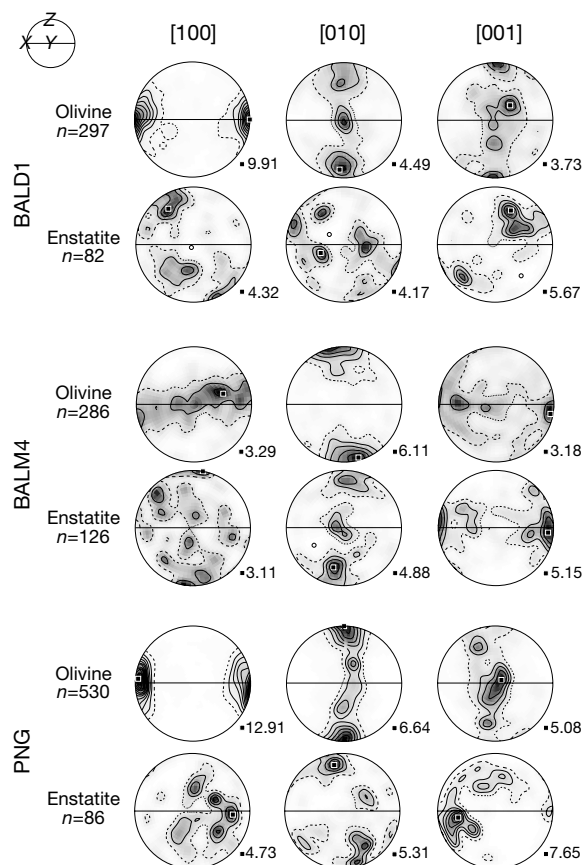 Z
X Y
[100] [010] [001]
BALD1
Olivine
n=297
9.91 4.49 3.73
Enstatite
n=82
4.32 4.17 5.67
BALM4
Olivine
n=286
3.29 6.11 3.18
Enstatite
n=126
3.11 4.88 5.15
PNG
Olivine
n=530
12.91 6.64 5.08
Enstatite
n=86
4.73 5.31 7.65